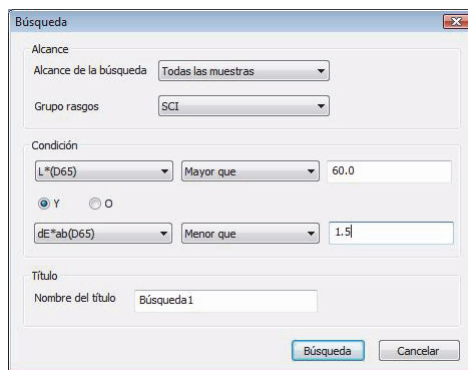 Búsqueda
Alcance
Alcance de la búsqueda Todas las muestras
Grupo rasgos SCI
Condición
L*(D65) Mayor que 60.0
Y O
dE*ab(D65) Menor que 1.5
Título
Nombre del título Búsqueda1
Búsqueda Cancelar